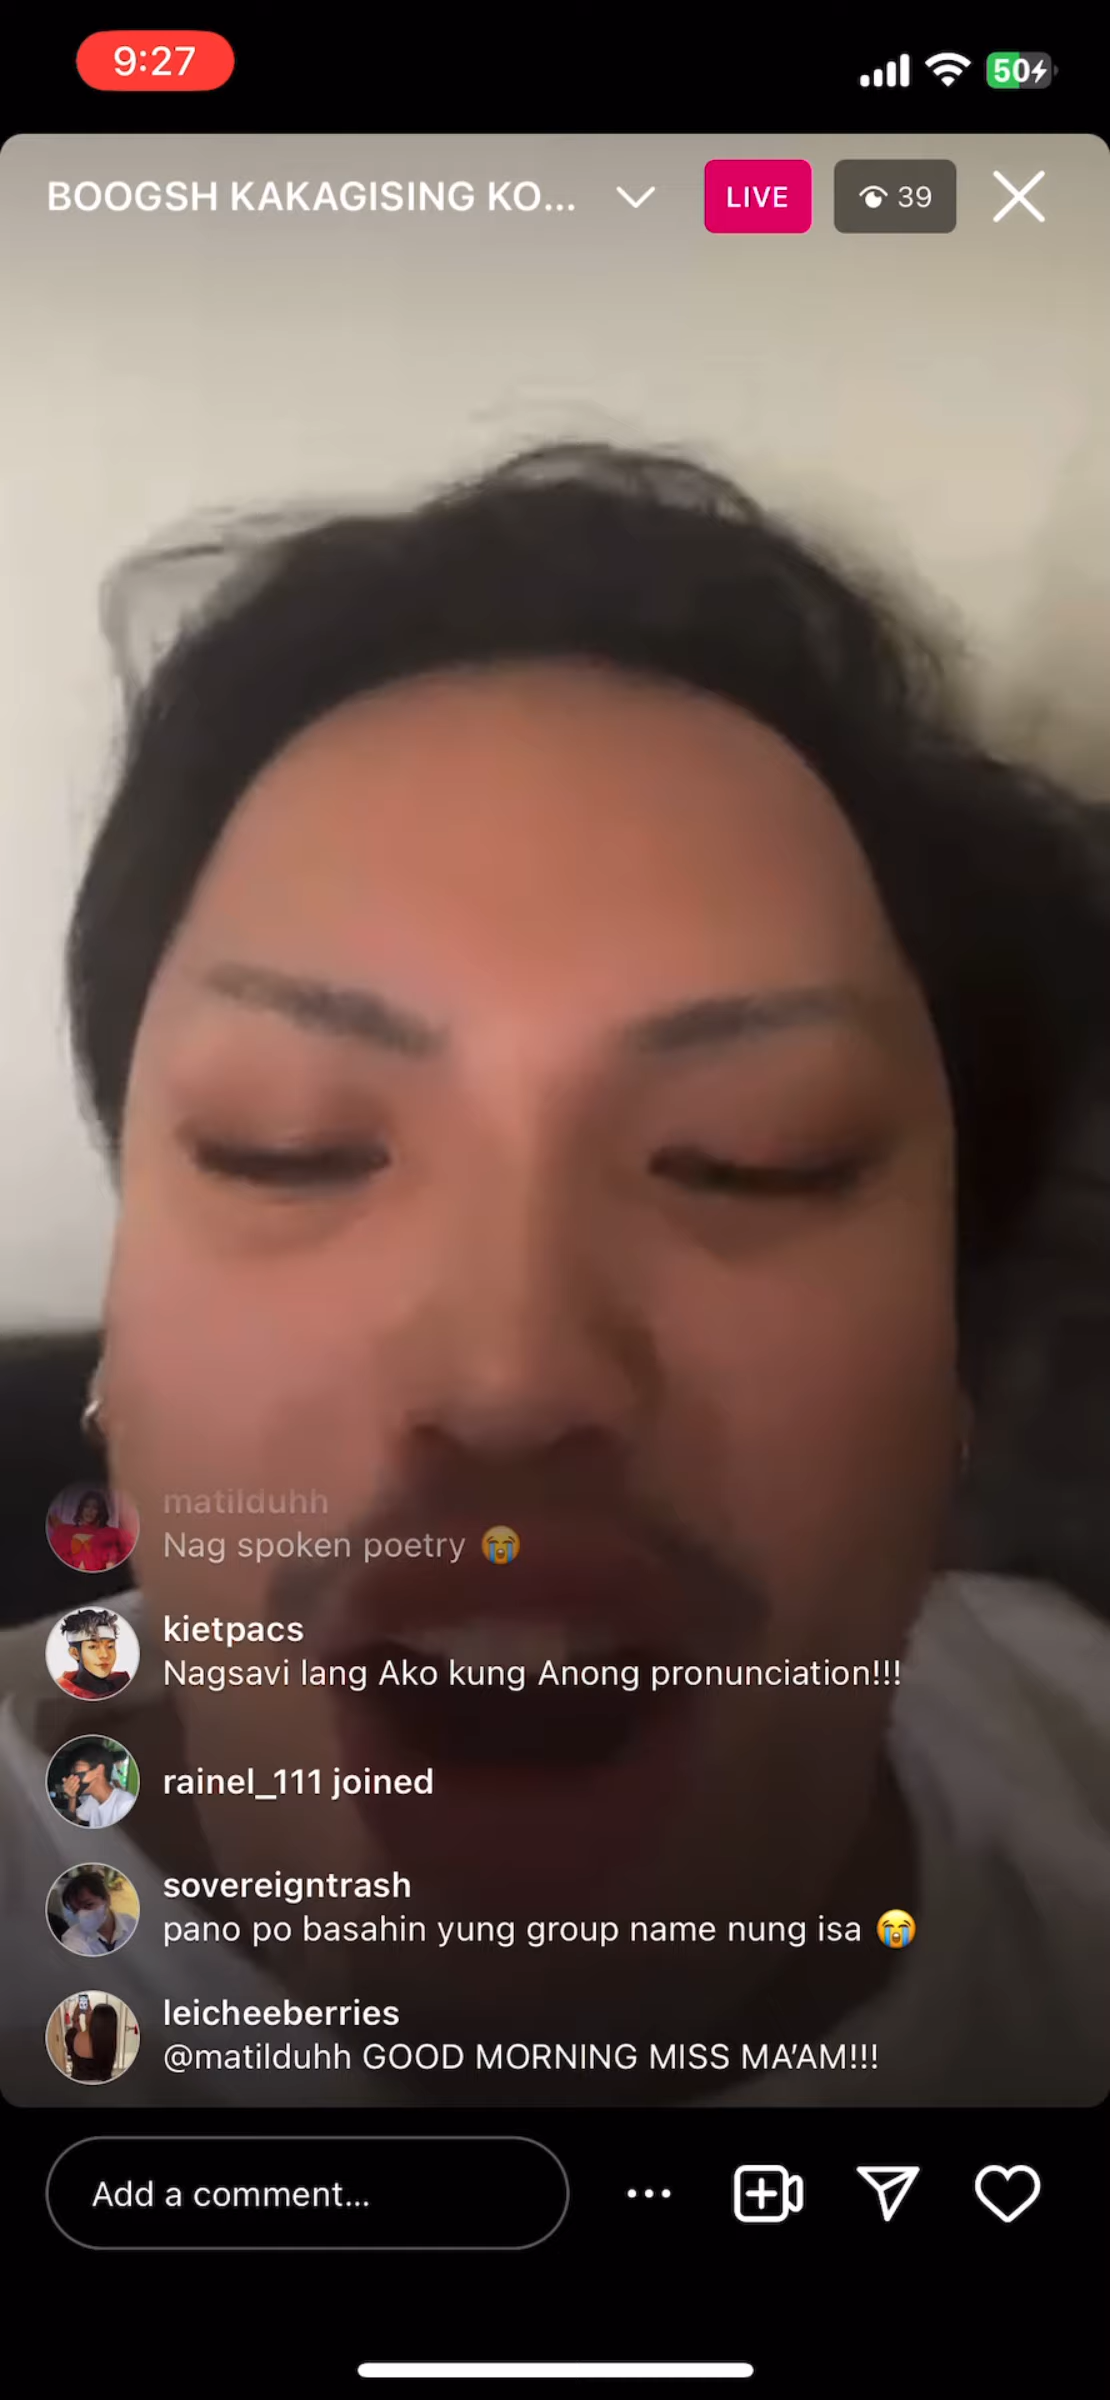 9:27
50
BOOGSH KAKAGISING KO...
LIVE
39
matilduhh
Nag spoken poetry 😭
kietpacs
Nagsavi lang Ako kung Anong pronunciation!!!
rainel_111 joined
sovereigntrash
pano po basahin yung group name nung isa 😭
leicheeberries
@matilduhh GOOD MORNING MISS MA'AM!!!
Add a comment...